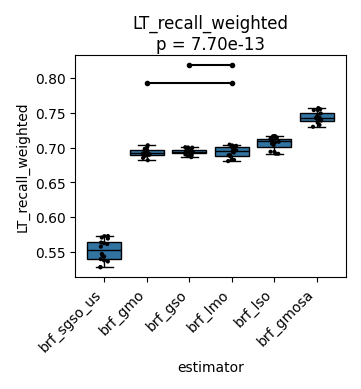 LT_recall_weighted
p = 7.70e-13
LT_recall_weighted
0.80
0.75
0.70
0.65
0.60
0.55
brf_sgso_us
brf_gmo
brf_gso
brf_lmo
brf_lso
brf_gmosa
estimator